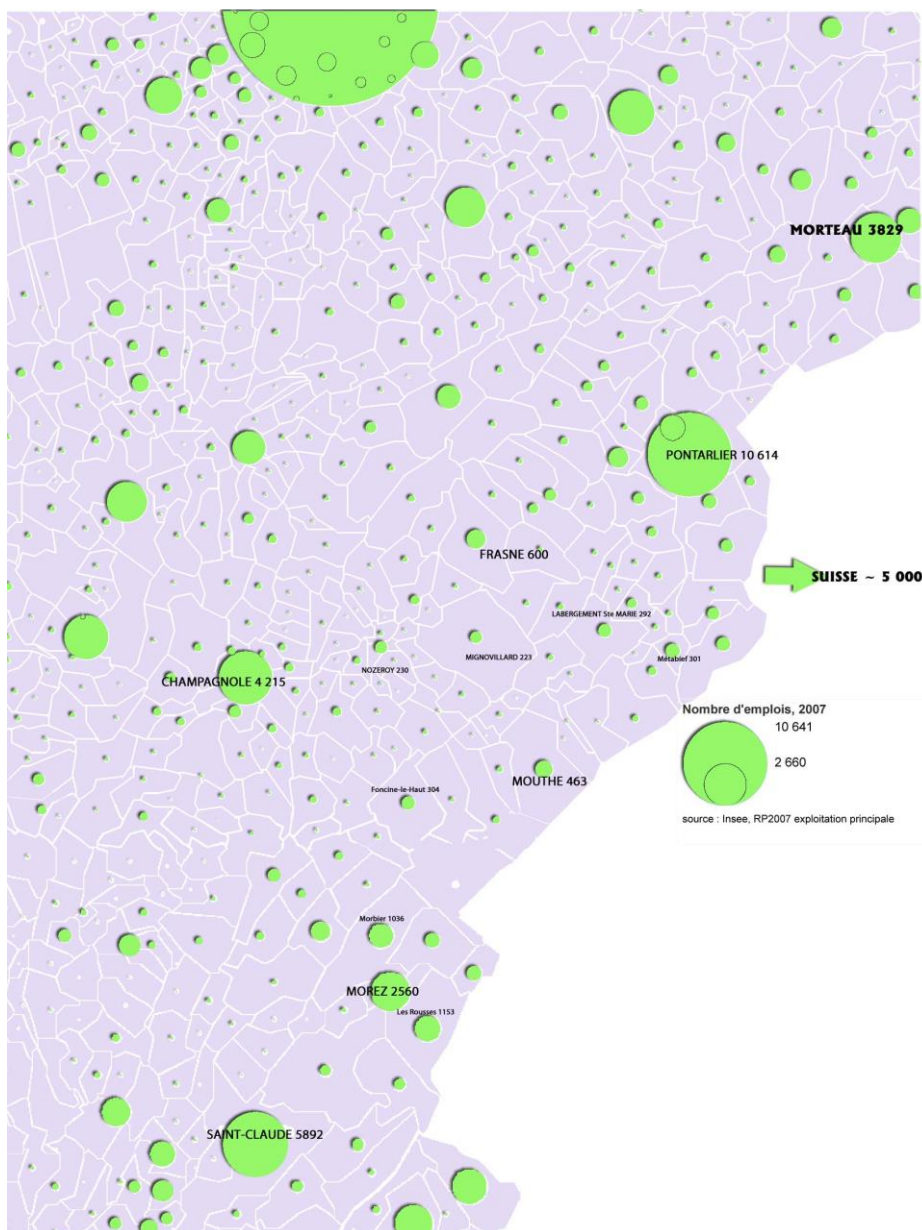 MORTEAU 3829
PONTARLIER 10 614
FRASNE 600
SUISSE ~ 5 000
LABERGEMENT Ste MARIE 292
MIGNOVILLARD 223
Métabief 301
NOZEROY 230
CHAMPAGNOLE 4 215
Nombre d'emplois, 2007
10 641
2 660
source : Insee, RP2007 exploitation principale
MOUTHE 463
Foncine-le-Haut 304
Morbier 1036
MOREZ 2560
Les Rousses 1153
SAINT-CLAUDE 5892